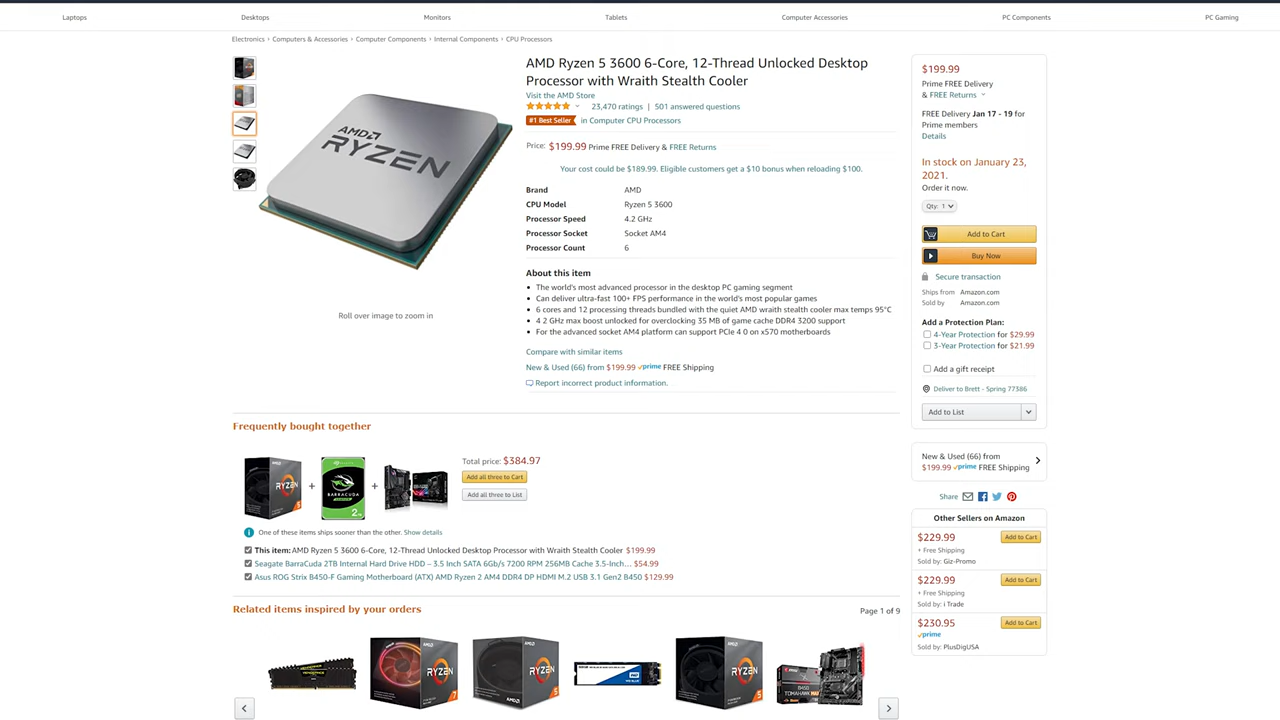 Laptops Desktops Monitors Tablets Computer Accessories PC Components PC Gaming
Electronics › Computers & Accessories › Computer Components › Internal Components › CPU Processors
AMD
RYZEN
Roll over image to zoom in
AMD Ryzen 5 3600 6-Core, 12-Thread Unlocked Desktop
Processor with Wraith Stealth Cooler
Visit the AMD Store
23,470 ratings | 501 answered questions
#1 Best Seller in Computer CPU Processors
Price: $199.99 Prime FREE Delivery & FREE Returns
Your cost could be $189.99. Eligible customers get a $10 bonus when reloading $100.
Brand AMD
CPU Model Ryzen 5 3600
Processor Speed 4.2 GHz
Processor Socket Socket AM4
Processor Count 6
About this item
• The world's most advanced processor in the desktop PC gaming segment
• Can deliver ultra-fast 100+ FPS performance in the world's most popular games
• 6 cores and 12 processing threads bundled with the quiet AMD wraith stealth cooler max temps 95°C
• 4 2 GHz max boost unlocked for overclocking 35 MB of game cache DDR4 3200 support
• For the advanced socket AM4 platform can support PCIe 4 0 on x570 motherboards
Compare with similar items
New & Used (66) from $199.99 prime FREE Shipping
Report incorrect product information.
$199.99
Prime FREE Delivery
& FREE Returns
FREE Delivery Jan 17 - 19 for
Prime members
Details
In stock on January 23,
2021.
Order it now.
Qty: 1
Add to Cart
Buy Now
Secure transaction
Ships from Amazon.com
Sold by Amazon.com
Add a Protection Plan:
4-Year Protection for $29.99
3-Year Protection for $21.99
Add a gift receipt
Deliver to Brett - Spring 77386
Add to List
New & Used (66) from
$199.99 prime FREE Shipping
Share
Other Sellers on Amazon
$229.99 Add to Cart
+ Free Shipping
Sold by: Giz-Promo
$229.99 Add to Cart
+ Free Shipping
Sold by: i Trade
$230.95 Add to Cart
prime
Sold by: PlusDigUSA
Frequently bought together
RYZEN
BARRACUDA
2TB
+ +
Total price: $384.97
Add all three to Cart
Add all three to List
One of these items ships sooner than the other. Show details
This item: AMD Ryzen 5 3600 6-Core, 12-Thread Unlocked Desktop Processor with Wraith Stealth Cooler $199.99
Seagate BarraCuda 2TB Internal Hard Drive HDD – 3.5 Inch SATA 6Gb/s 7200 RPM 256MB Cache 3.5-Inch… $54.99
Asus ROG Strix B450-F Gaming Motherboard (ATX) AMD Ryzen 2 AM4 DDR4 DP HDMI M.2 USB 3.1 Gen2 B450 $129.99
Related items inspired by your orders Page 1 of 9
VENGEANCE
RYZEN
7
RYZEN
5
AMD
WD BLUE
RYZEN
5
B450
TOMAHAWK MAX